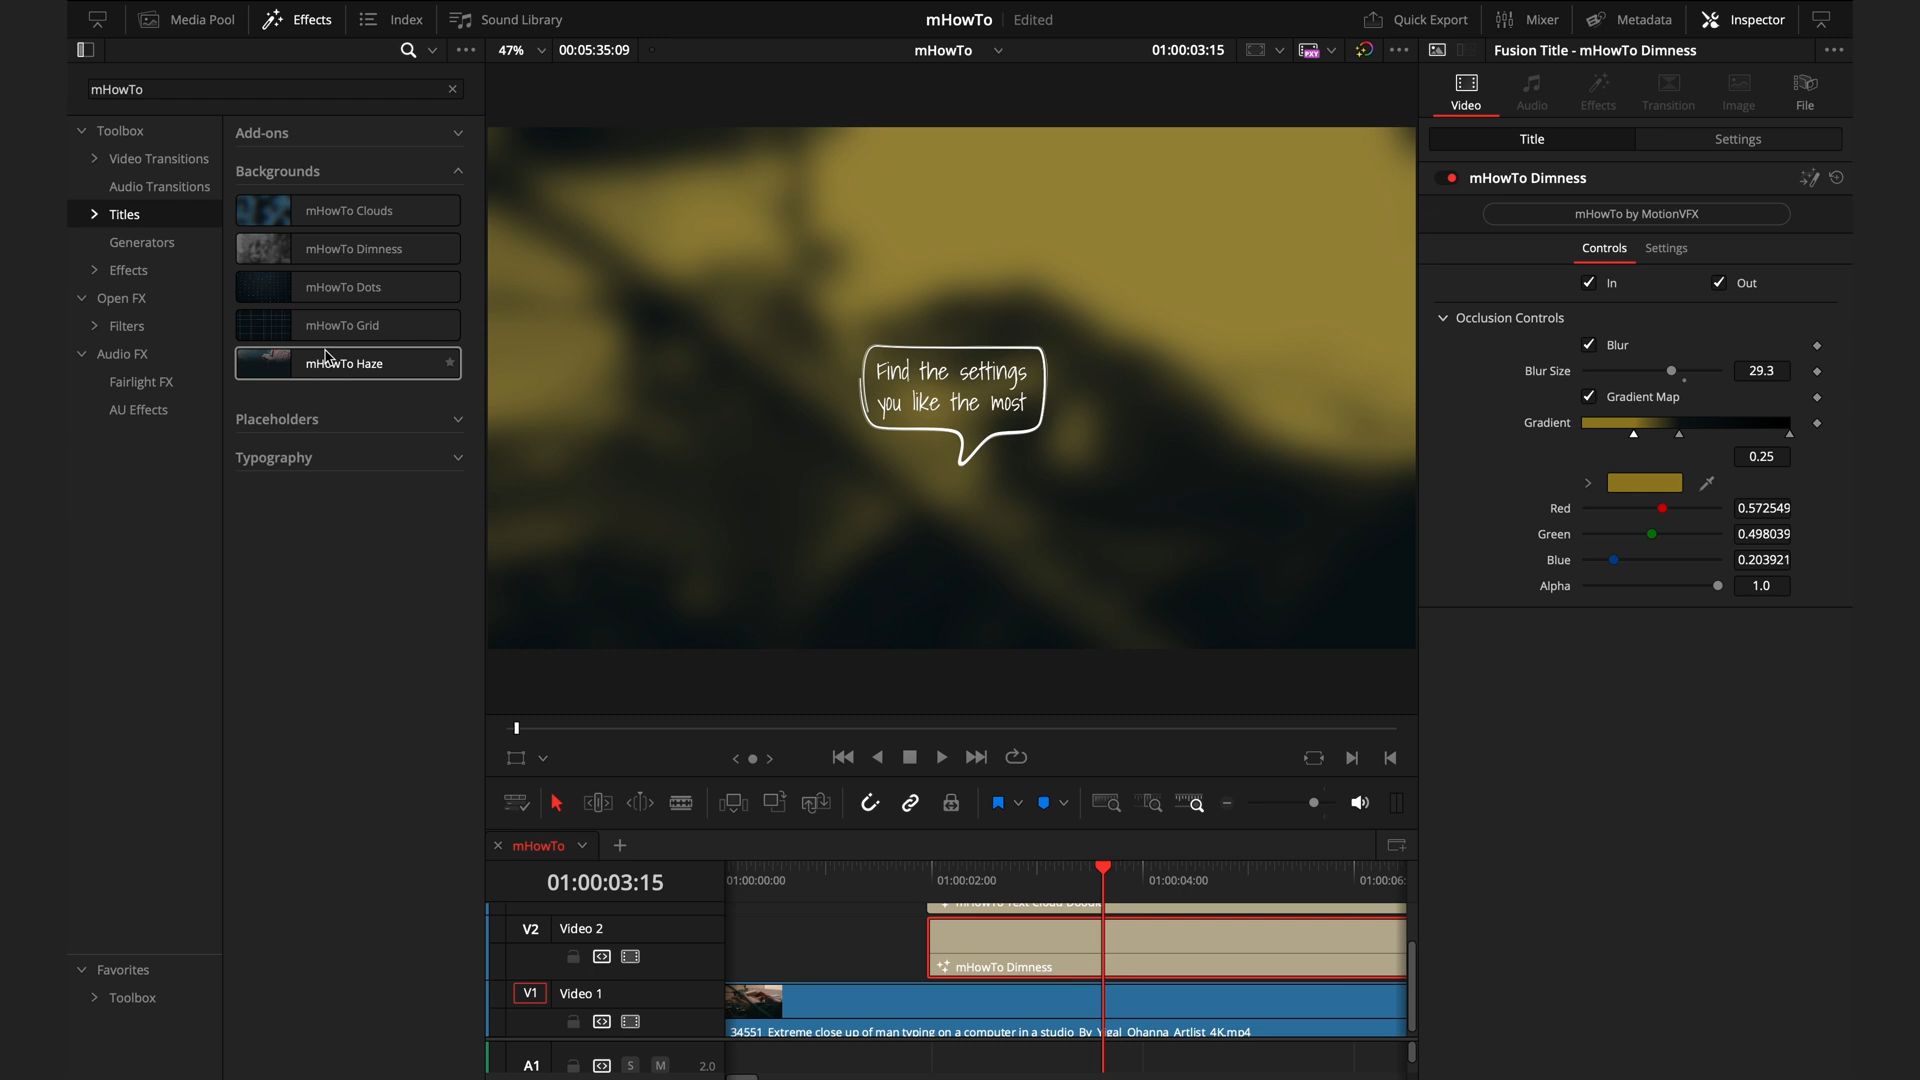 Media Pool
Effects
Index
Sound Library
mHowTo
Edited
Quick Export
Mixer
Metadata
Inspector
47%
00:05:35:09
mHowTo
01:00:03:15
PXY
Fusion Title - mHowTo Dimness
mHowTo
Toolbox
Video Transitions
Audio Transitions
Titles
Generators
Effects
Open FX
Filters
Audio FX
Fairlight FX
AU Effects
Favorites
Toolbox
Add-ons
Backgrounds
mHowTo Clouds
mHowTo Dimness
mHowTo Dots
mHowTo Grid
mHowTo Haze
Placeholders
Typography
Find the settings
you like the most
Video
Audio
Effects
Transition
Image
File
Title
Settings
mHowTo Dimness
mHowTo by MotionVFX
Controls
Settings
In
Out
Occlusion Controls
Blur
Blur Size
29.3
Gradient Map
Gradient
0.25
Red
0.572549
Green
0.498039
Blue
0.203921
Alpha
1.0
mHowTo
01:00:03:15
01:00:00:00
01:00:02:00
01:00:04:00
01:00:06:
mHowTo Text Cloud Doodle
V2
Video 2
mHowTo Dimness
V1
Video 1
34551_Extreme close up of man typing on a computer in a studio_By_Yigal_Ohanna_Artlist_4K.mp4
A1
S
M
2.0